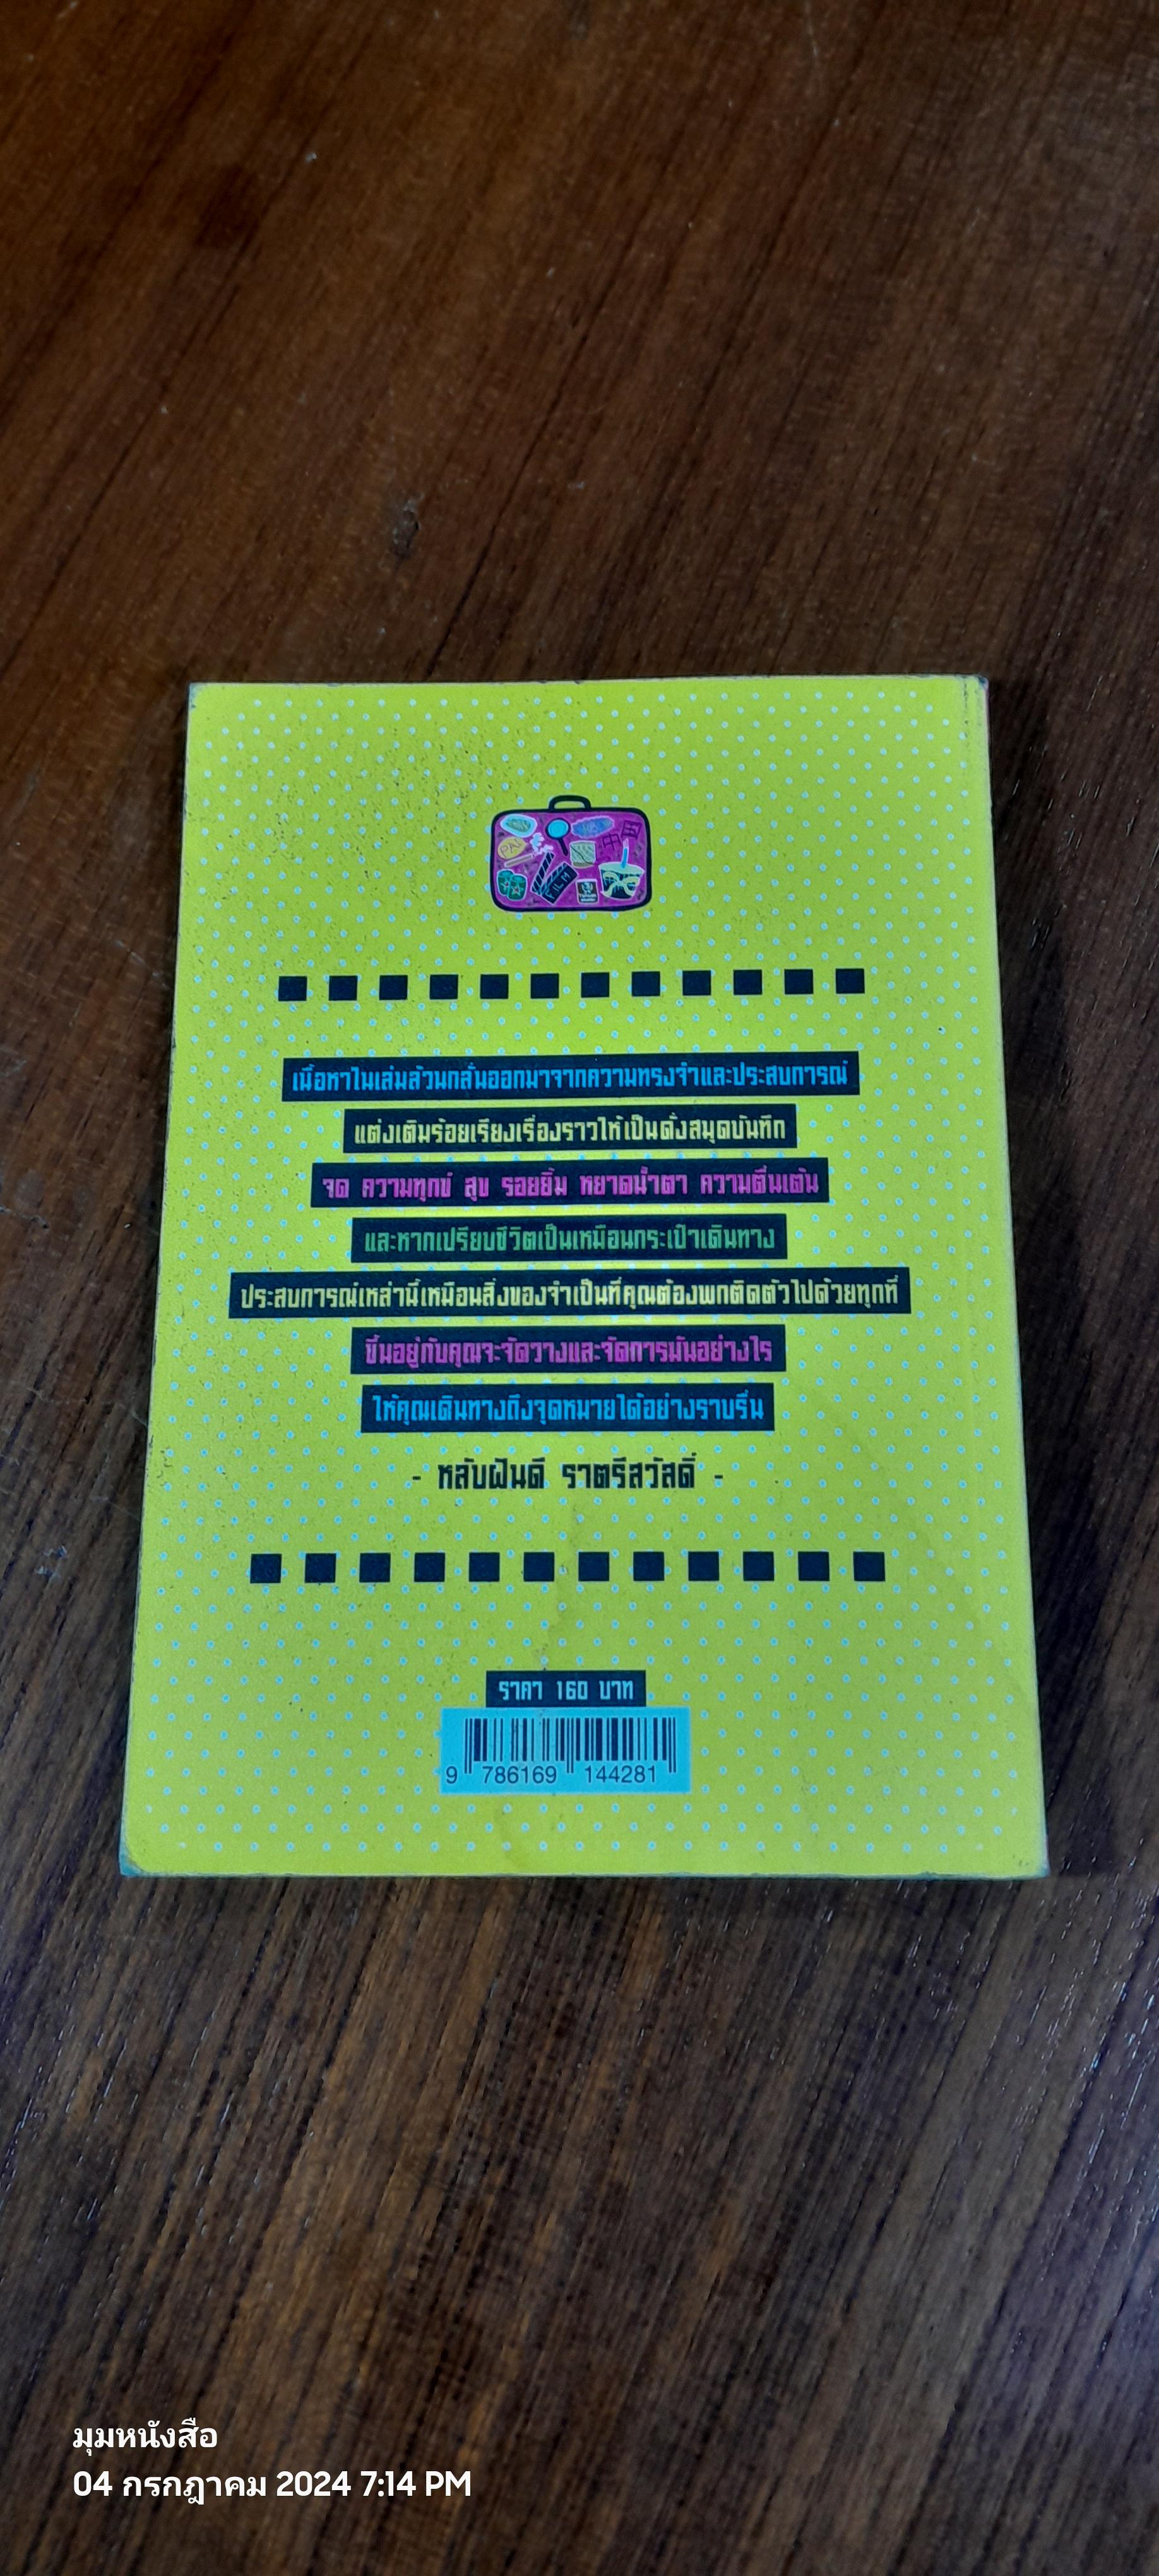 PAI
FILM
เนื้อหาในเล่มล้วนกลั่นออกมาจากความทรงจำและประสบการณ์
แต่งเติมร้อยเรียงเรื่องราวให้เป็นดั่งสมุดบันทึก
จด ความทุกข์ สุข รอยยิ้ม หยาดน้ำตา ความตื่นเต้น
และหากเปรียบชีวิตเป็นเหมือนกระเป๋าเดินทาง
ประสบการณ์เหล่านี้เหมือนสิ่งของจำเป็นที่คุณต้องพกติดตัวไปด้วยทุกที่
ขึ้นอยู่กับคุณจะจัดวางและจัดการมันอย่างไร
ให้คุณเดินทางถึงจุดหมายได้อย่างราบรื่น
- หลับฝันดี ราตรีสวัสดิ์ -
ราคา 160 บาท
9 786169 144281
มุมหนังสือ
04 กรกฎาคม 2024 7:14 PM